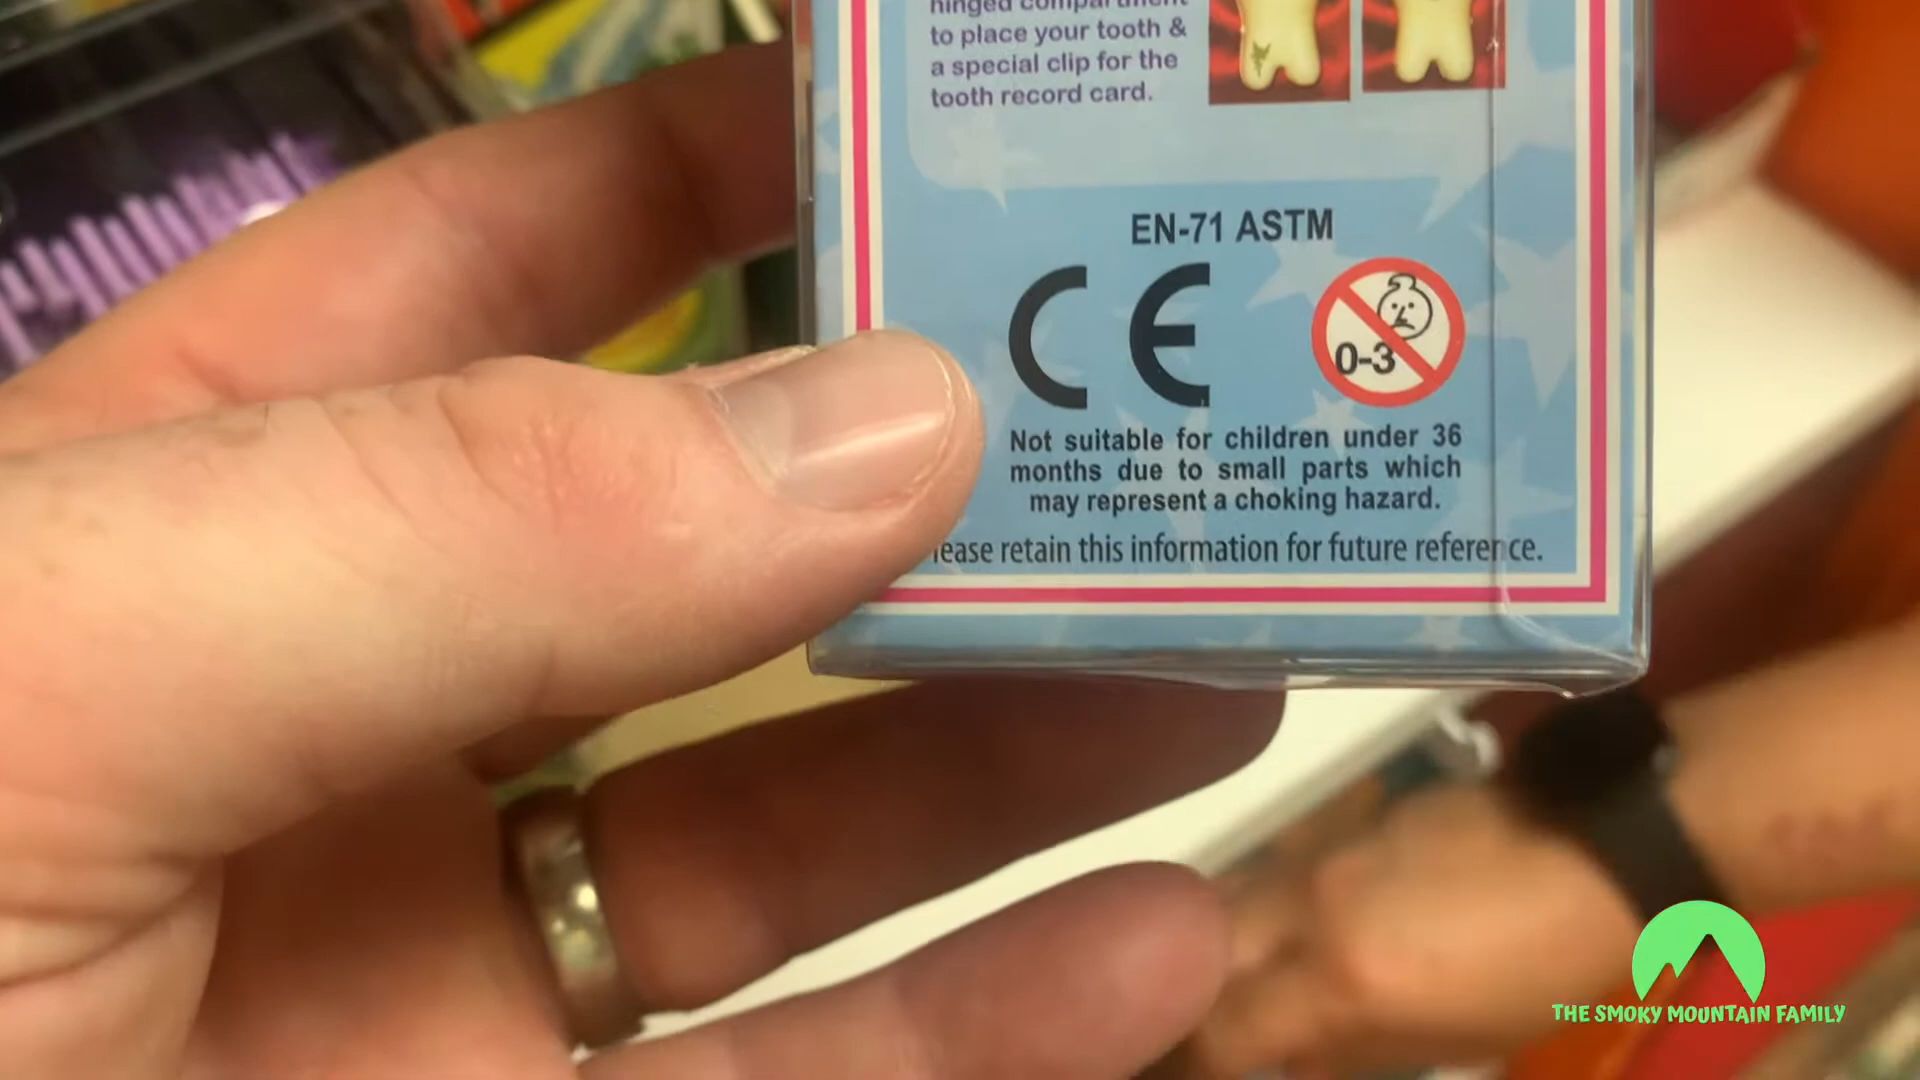 hinged compartment
to place your tooth &
a special clip for the
tooth record card.
EN-71 ASTM
CE
0-3
Not suitable for children under 36
months due to small parts which
may represent a choking hazard.
lease retain this information for future reference.
THE SMOKY MOUNTAIN FAMILY